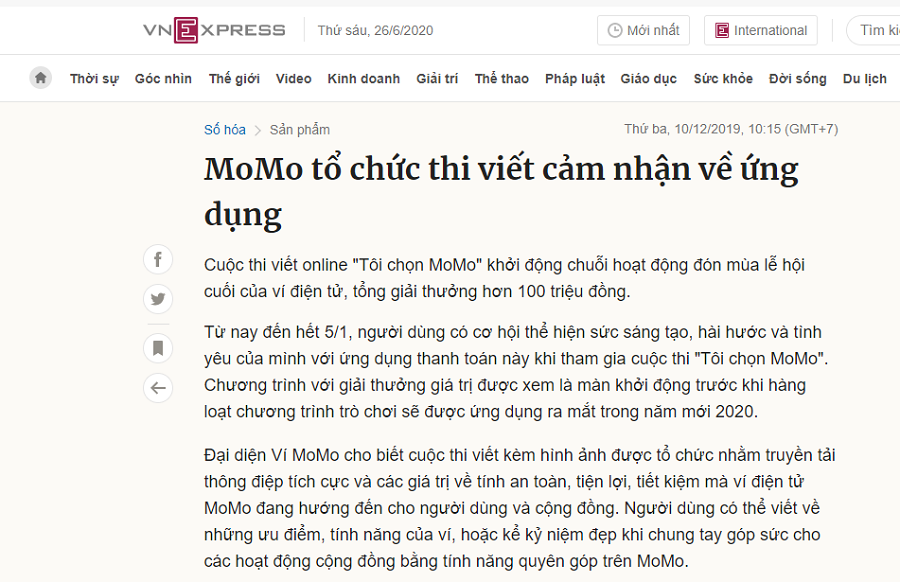 VNEXPRESS
Thứ sáu, 26/6/2020
Mới nhất
International
Tìm
Thời sự Góc nhìn Thế giới Video Kinh doanh Giải trí Thể thao Pháp luật Giáo dục Sức khỏe Đời sống Du lịch
Số hóa > Sản phẩm
Thứ ba, 10/12/2019, 10:15 (GMT+7)
MoMo tổ chức thi viết cảm nhận về ứng
dụng
Cuộc thi viết online "Tôi chọn MoMo" khởi động chuỗi hoạt động đón mùa lễ hội
cuối của ví điện tử, tổng giải thưởng hơn 100 triệu đồng.
Từ nay đến hết 5/1, người dùng có cơ hội thể hiện sức sáng tạo, hài hước và tình
yêu của mình với ứng dụng thanh toán này khi tham gia cuộc thi "Tôi chọn MoMo".
Chương trình với giải thưởng giá trị được xem là màn khởi động trước khi hàng
loạt chương trình trò chơi sẽ được ứng dụng ra mắt trong năm mới 2020.
Đại diện Ví MoMo cho biết cuộc thi viết kèm hình ảnh được tổ chức nhằm truyền tải
thông điệp tích cực và các giá trị về tính an toàn, tiện lợi, tiết kiệm mà ví điện tử
MoMo đang hướng đến cho người dùng và cộng đồng. Người dùng có thể viết về
những ưu điểm, tính năng của ví, hoặc kể kỷ niệm đẹp khi chung tay góp sức cho
các hoạt động cộng đồng bằng tính năng quyên góp trên MoMo.